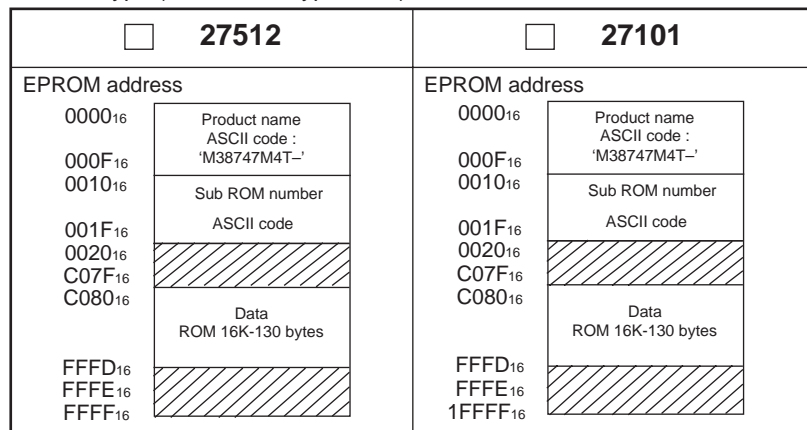 27512
27101
EPROM address
0000₁₆
Product name
ASCII code :
‘M38747M4T–’
000F₁₆
0010₁₆
Sub ROM number
ASCII code
001F₁₆
0020₁₆
C07F₁₆
C080₁₆
Data
ROM 16K-130 bytes
FFFD₁₆
FFFE₁₆
FFFF₁₆
EPROM address
0000₁₆
Product name
ASCII code :
‘M38747M4T–’
000F₁₆
0010₁₆
Sub ROM number
ASCII code
001F₁₆
0020₁₆
C07F₁₆
C080₁₆
Data
ROM 16K-130 bytes
FFFD₁₆
FFFE₁₆
1FFFF₁₆